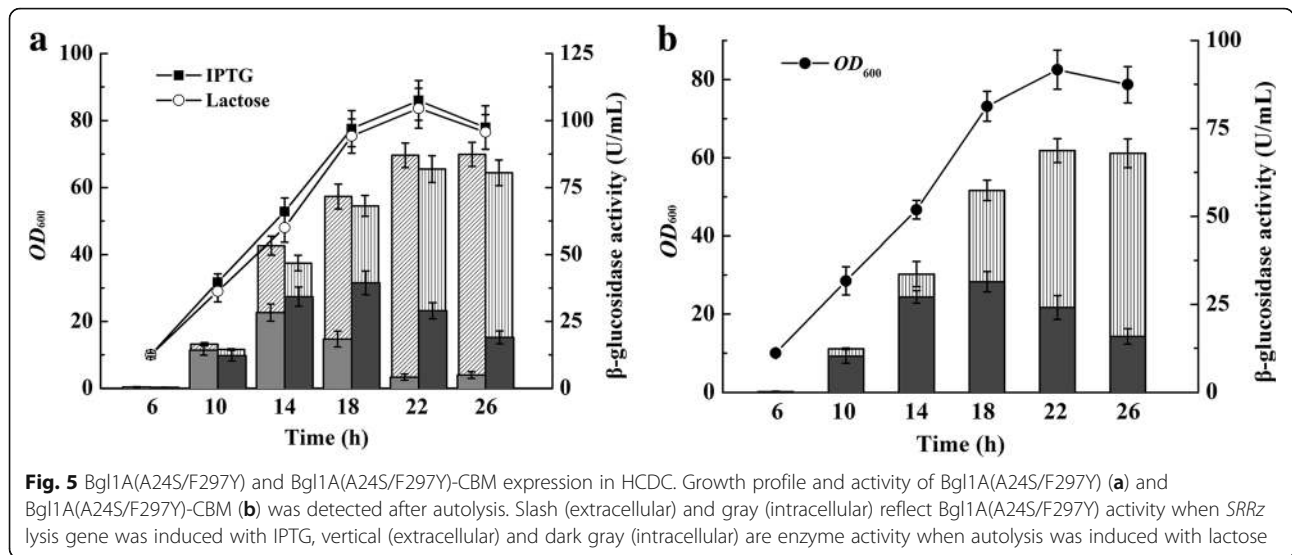 a
100
80
60
40
20
0
OD600
IPTG
Lactose
125
100
75
50
25
0
β-glucosidase activity (U/mL)
6 10 14 18 22 26
Time (h)
b
80
60
40
20
0
OD600
100
75
50
25
0
β-glucosidase activity (U/mL)
6 10 14 18 22 26
Time (h)
Fig. 5 Bgl1A(A24S/F297Y) and Bgl1A(A24S/F297Y)-CBM expression in HCDC. Growth profile and activity of Bgl1A(A24S/F297Y) (a) and
Bgl1A(A24S/F297Y)-CBM (b) was detected after autolysis. Slash (extracellular) and gray (intracellular) reflect Bgl1A(A24S/F297Y) activity when SRRz
lysis gene was induced with IPTG, vertical (extracellular) and dark gray (intracellular) are enzyme activity when autolysis was induced with lactose